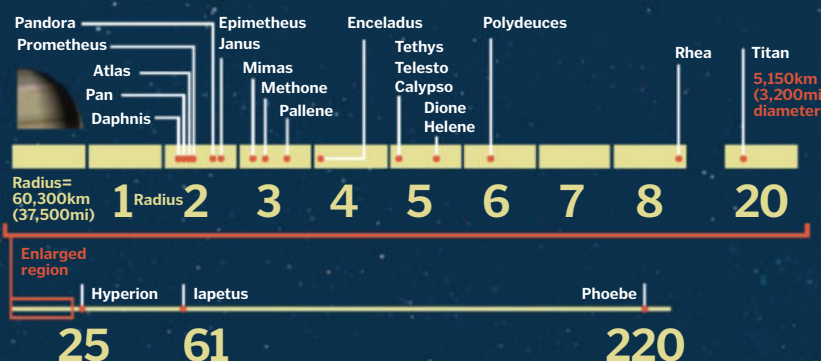 Pandora
Prometheus
Atlas
Pan
Daphnis
Epimetheus
Janus
Mimas
Methone
Pallene
Enceladus
Tethys
Telesto
Calypso
Dione
Helene
Polydeuces
Rhea
Titan
5,150km
(3,200mi
diameter
Radius=
60,300km
(37,500mi)
1 Radius 2 3 4 5 6 7 8 20
Enlarged
region
Hyperion Iapetus Phoebe
25 61 220